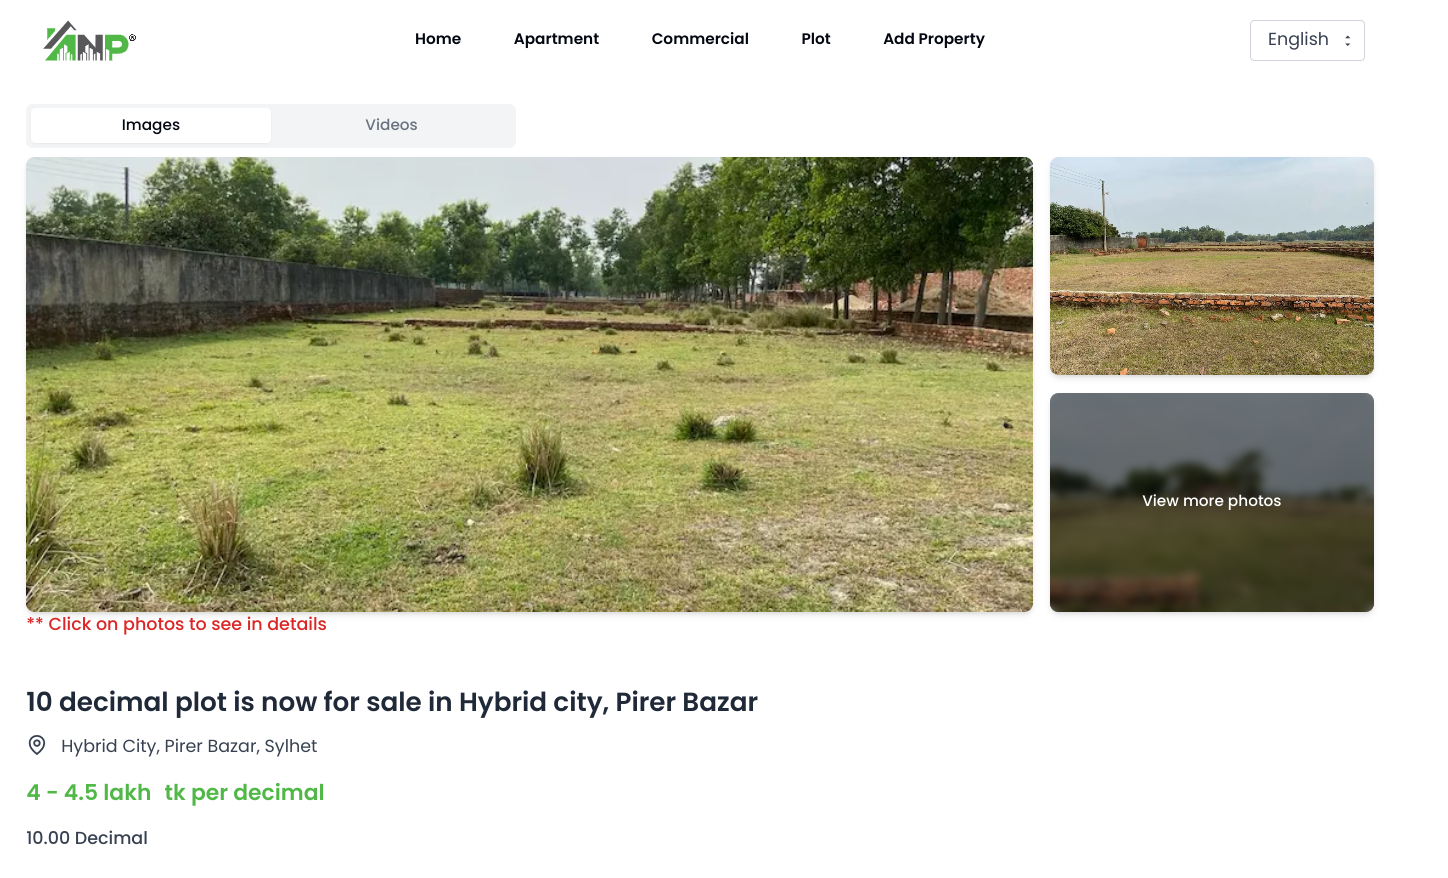 ANP®
Home
Apartment
Commercial
Plot
Add Property
English
Images
Videos
View more photos
** Click on photos to see in details
10 decimal plot is now for sale in Hybrid city, Pirer Bazar
Hybrid City, Pirer Bazar, Sylhet
4 - 4.5 lakh tk per decimal
10.00 Decimal